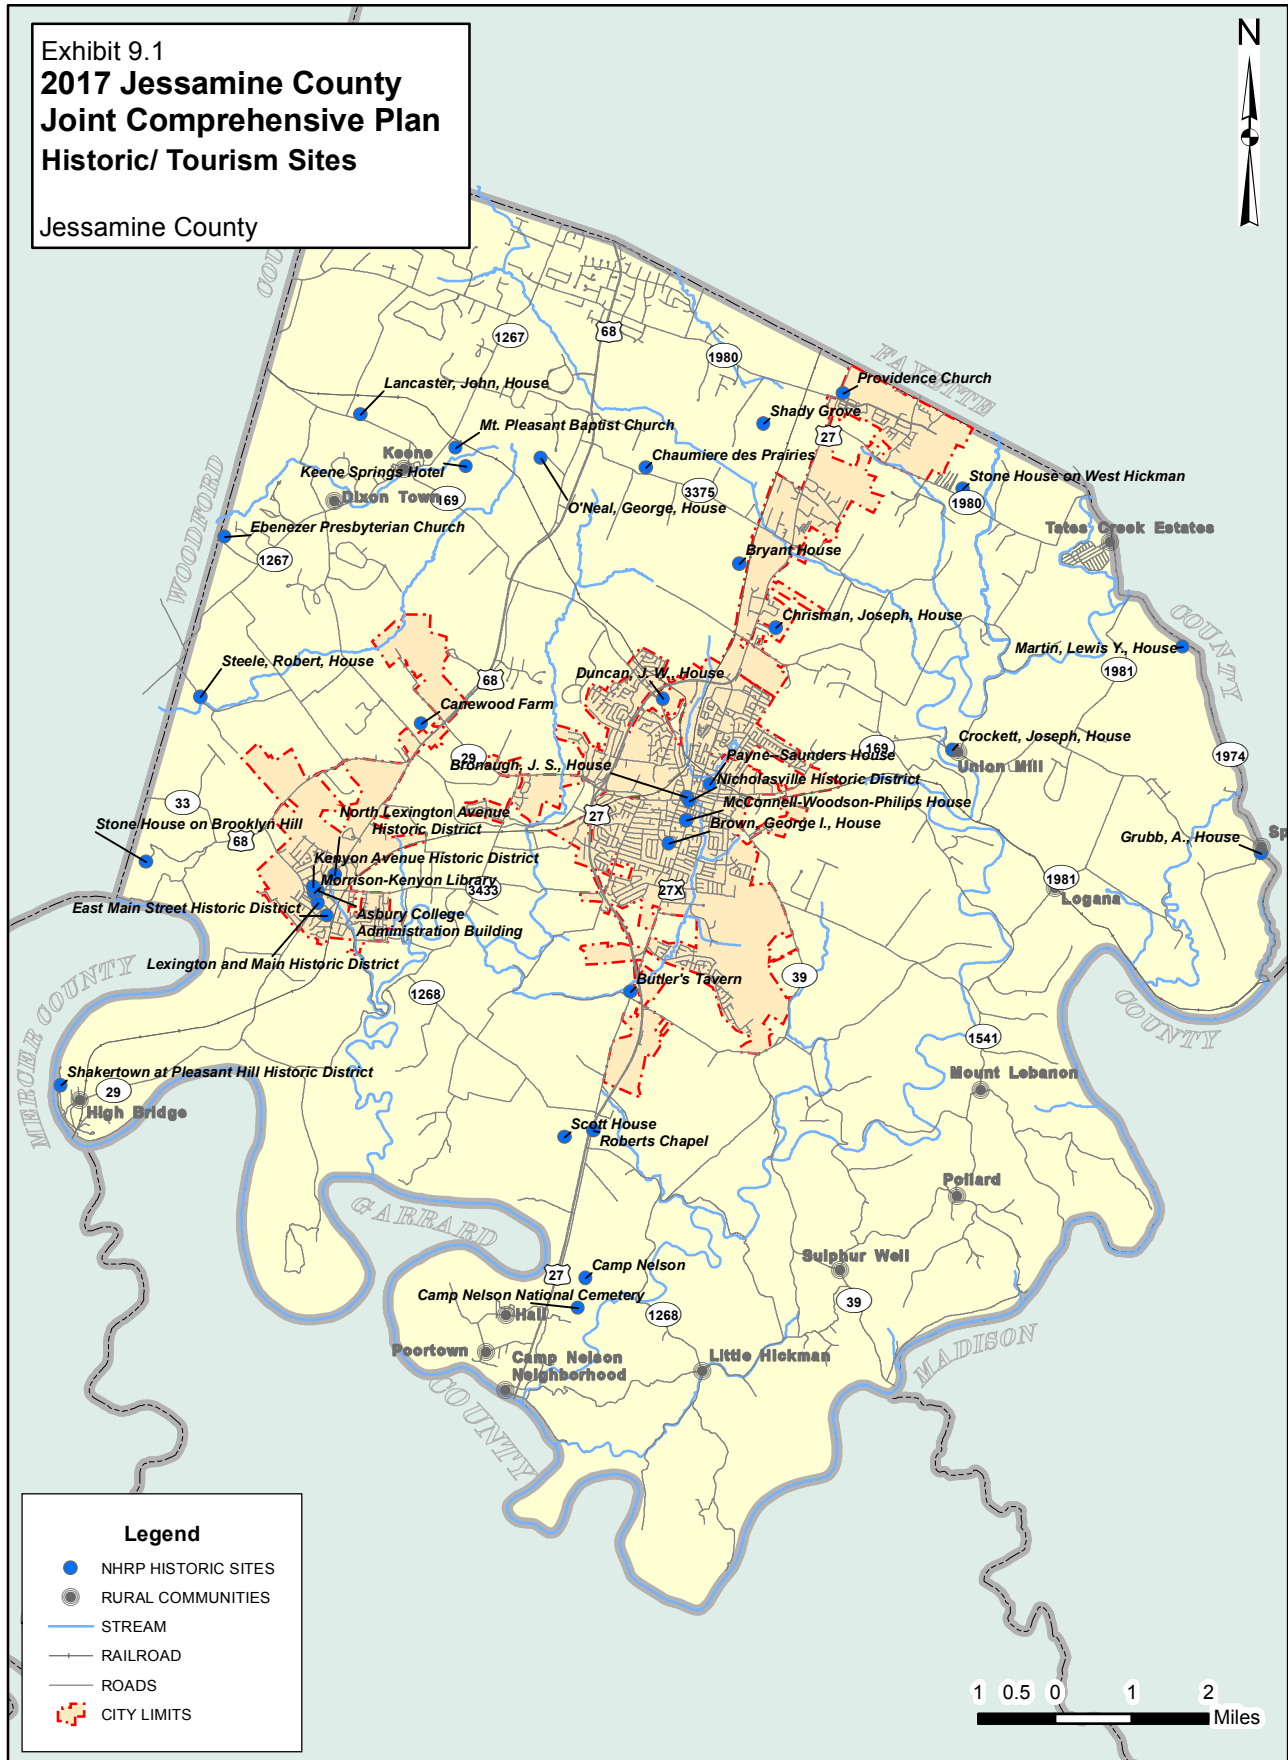 Exhibit 9.1
2017 Jessamine County
Joint Comprehensive Plan
Historic/ Tourism Sites
Jessamine County
N
COU
WOODFORD
FAYETTE
COUNTY
1267
68
1980
Lancaster, John, House
Providence Church
Shady Grove
27
Mt. Pleasant Baptist Church
Keene
Keene Springs Hotel
Chaumiere des Prairies
Stone House on West Hickman
Dixon Town
169
3375
1980
O'Neal, George, House
Ebenezer Presbyterian Church
Tates Creek Estates
1267
Bryant House
Chrisman, Joseph, House
Martin, Lewis Y., House
1981
Steele, Robert, House
68
Duncan, J. W., House
Canewood Farm
29
169
Crockett, Joseph, House
Union Mill
1974
Bronaugh, J. S., House
Payne--Saunders House
Nicholasville Historic District
McConnell-Woodson-Philips House
Brown, George I., House
33
27
North Lexington Avenue
Historic District
Stone House on Brooklyn Hill
68
Grubb, A., House
Sp
Kenyon Avenue Historic District
Morrison-Kenyon Library
3433
27X
1981
Logana
East Main Street Historic District
Asbury College
Administration Building
Lexington and Main Historic District
MERCER COUNTY
1268
Butler's Tavern
39
COUNTY
1541
Shakertown at Pleasant Hill Historic District
29
High Bridge
Mount Lebanon
Scott House
Roberts Chapel
Pollard
GARRARD
COUNTY
Sulphur Well
27
Camp Nelson
Camp Nelson National Cemetery
39
Hall
1268
MADISON
Poortown
Camp Nelson
Neighborhood
Little Hickman
Legend
NHRP HISTORIC SITES
RURAL COMMUNITIES
STREAM
RAILROAD
ROADS
CITY LIMITS
1 0.5 0 1 2
Miles